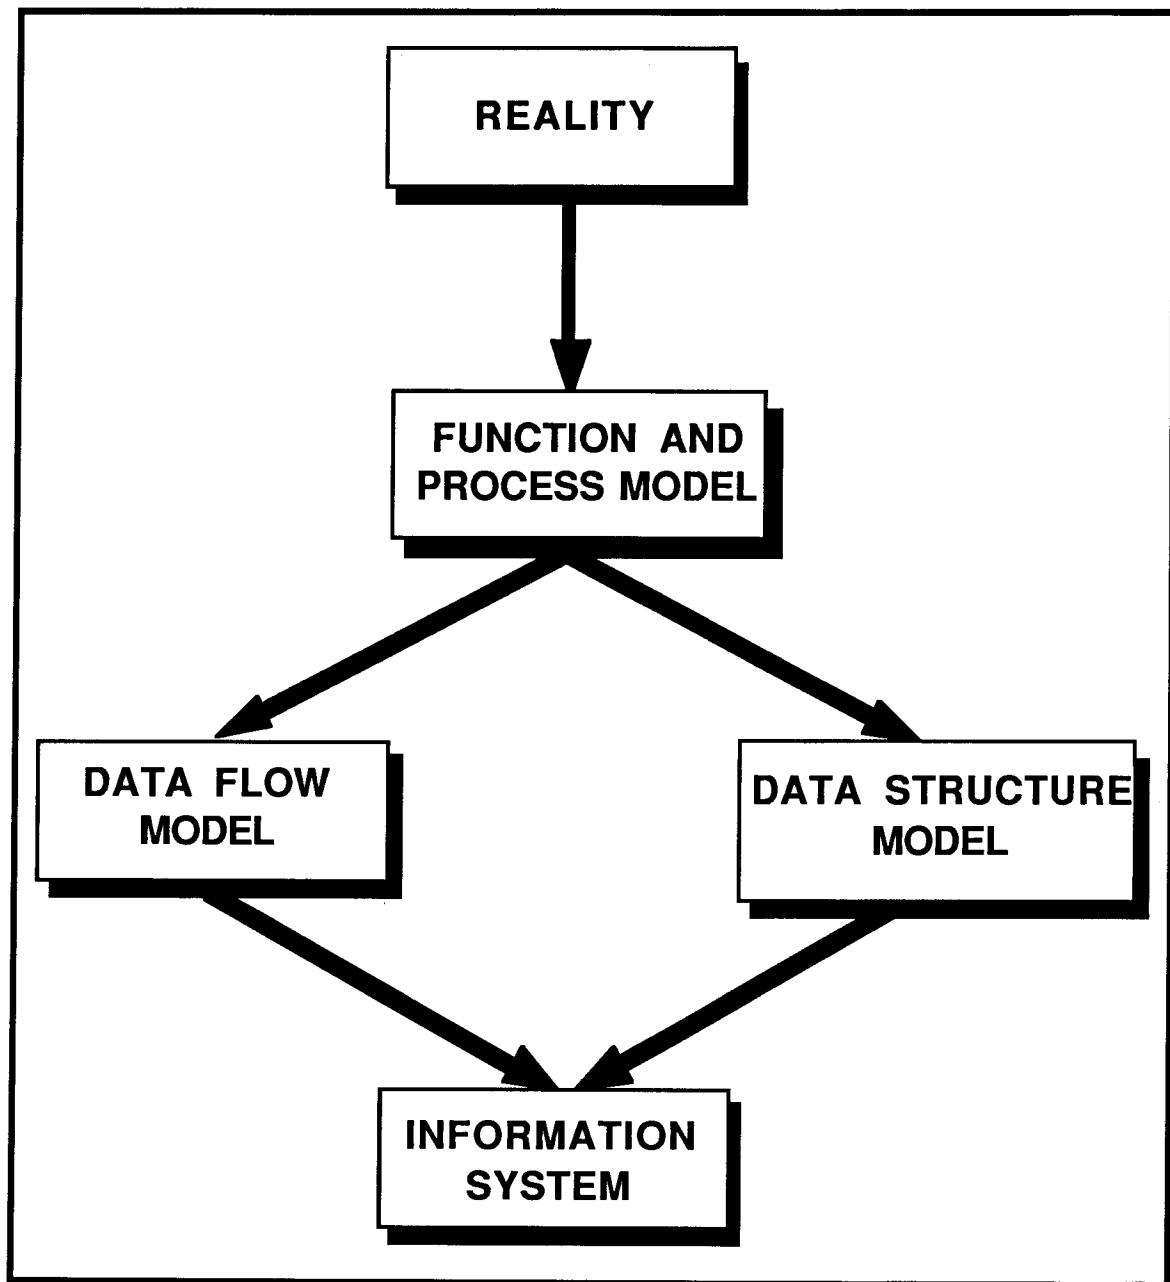 REALITY
FUNCTION AND
PROCESS MODEL
DATA FLOW
MODEL
DATA STRUCTURE
MODEL
INFORMATION
SYSTEM